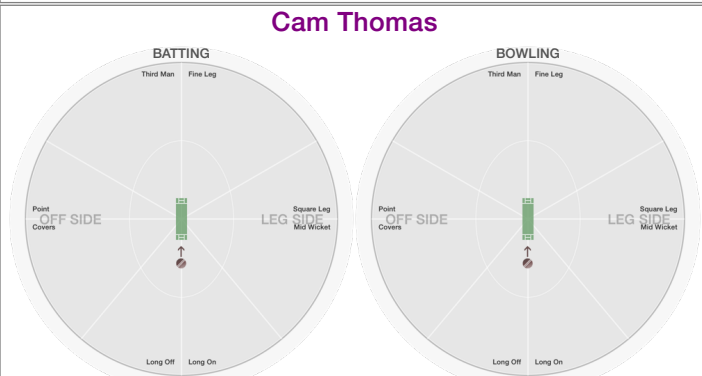 Cam Thomas
BATTING
Third Man Fine Leg
Point
OFF SIDE
Covers
Square Leg
LEG SIDE
Mid Wicket
Long Off Long On
BOWLING
Third Man Fine Leg
Point
OFF SIDE
Covers
Square Leg
LEG SIDE
Mid Wicket
Long Off Long On